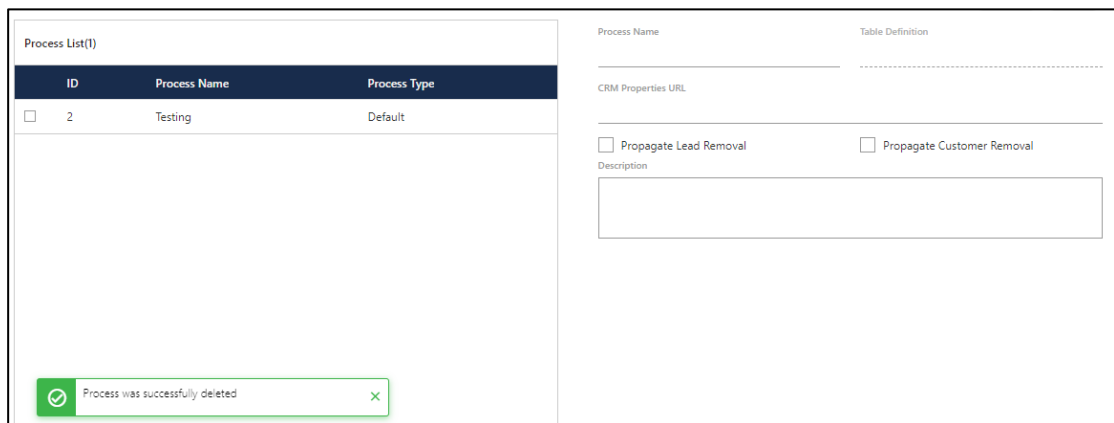 Process List(1)
ID Process Name Process Type
2 Testing Default
Process was successfully deleted
Process Name Table Definition
CRM Properties URL
Propagate Lead Removal Propagate Customer Removal
Description